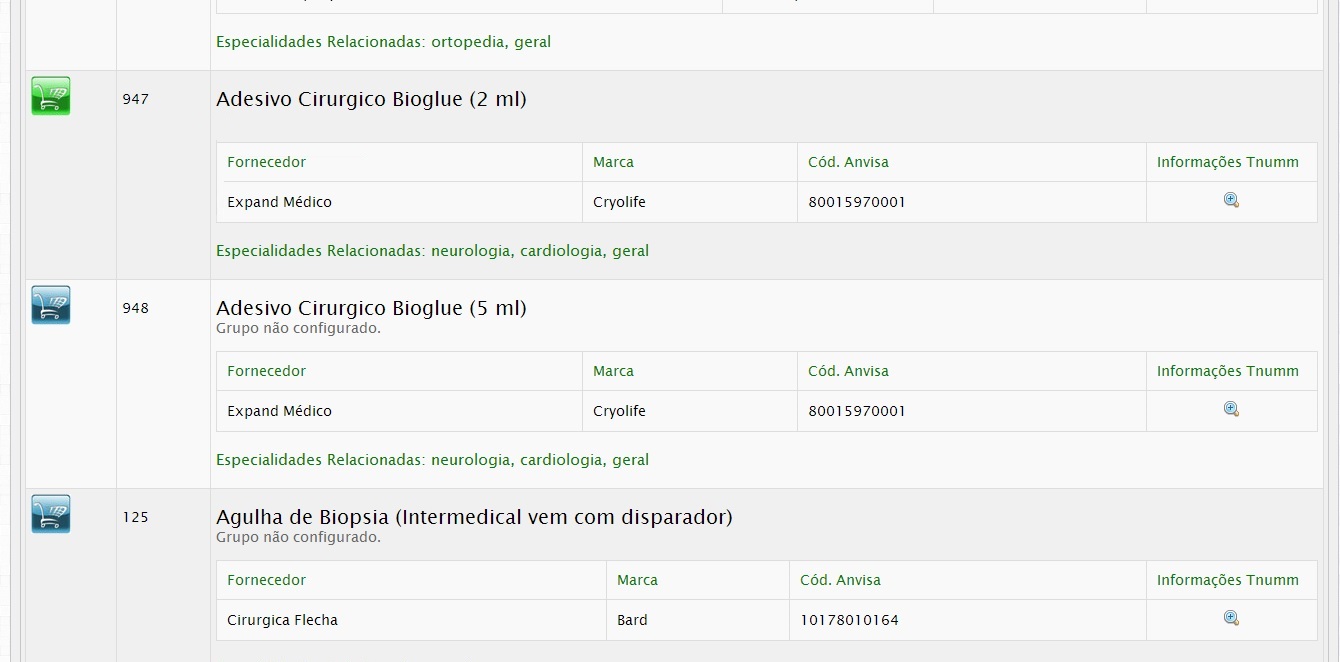 Especialidades Relacionadas: ortopedia, geral
947
Adesivo Cirurgico Bioglue (2 ml)
Fornecedor Marca Cód. Anvisa Informações Tnumm
Expand Médico Cryolife 80015970001
Especialidades Relacionadas: neurologia, cardiologia, geral
948
Adesivo Cirurgico Bioglue (5 ml)
Grupo não configurado.
Fornecedor Marca Cód. Anvisa Informações Tnumm
Expand Médico Cryolife 80015970001
Especialidades Relacionadas: neurologia, cardiologia, geral
125
Agulha de Biopsia (Intermedical vem com disparador)
Grupo não configurado.
Fornecedor Marca Cód. Anvisa Informações Tnumm
Cirurgica Flecha Bard 10178010164